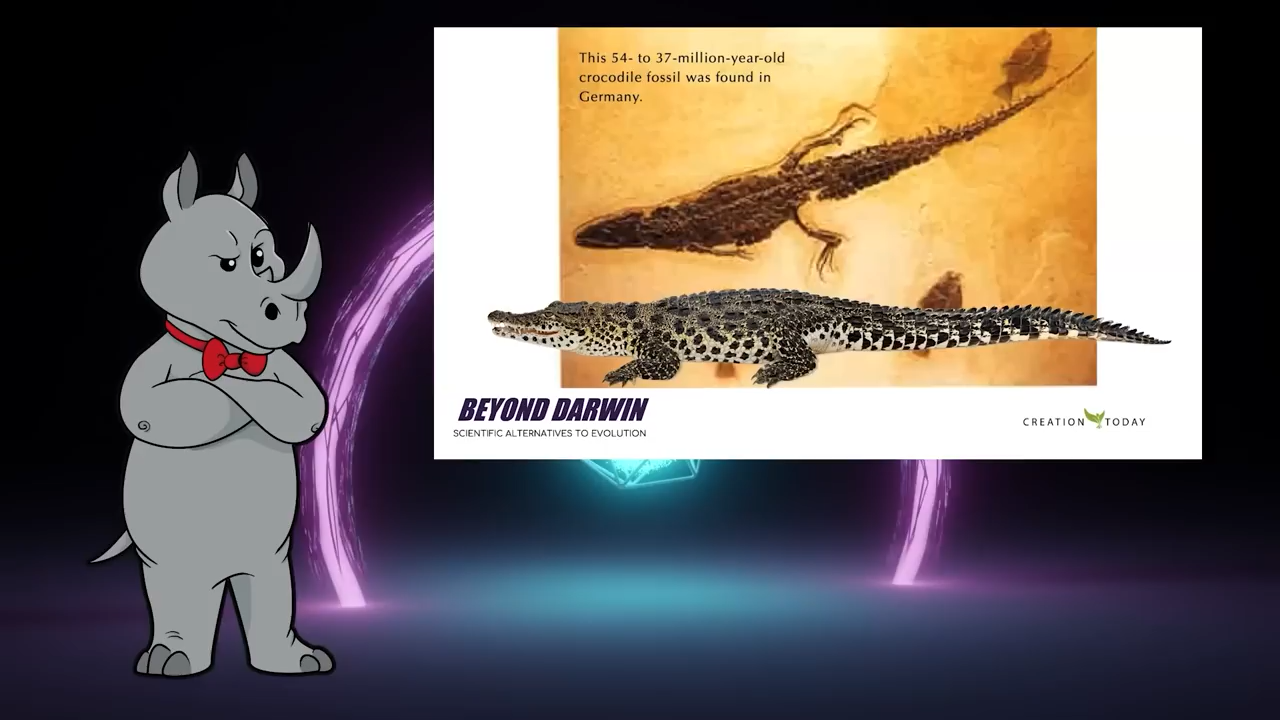 This 54- to 37-million-year-old
crocodile fossil was found in
Germany.
BEYOND DARWIN
SCIENTIFIC ALTERNATIVES TO EVOLUTION
CREATION TODAY